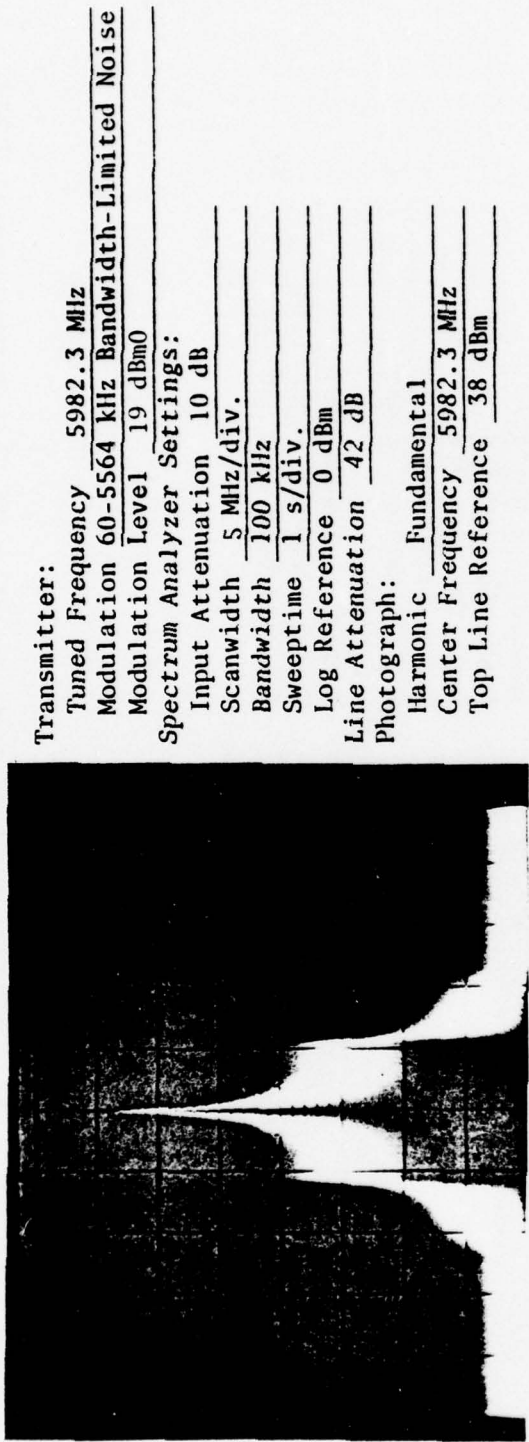 Transmitter:
Tuned Frequency 5982.3 MHz
Modulation 60-5564 kHz Bandwidth-Limited Noise
Modulation Level 19 dBm0
Spectrum Analyzer Settings:
Input Attenuation 10 dB
Scanwidth 5 MHz/div.
Bandwidth 100 kHz
Sweeptime 1 s/div.
Log Reference 0 dBm
Line Attenuation 42 dB
Photograph:
Harmonic Fundamental
Center Frequency 5982.3 MHz
Top Line Reference 38 dBm